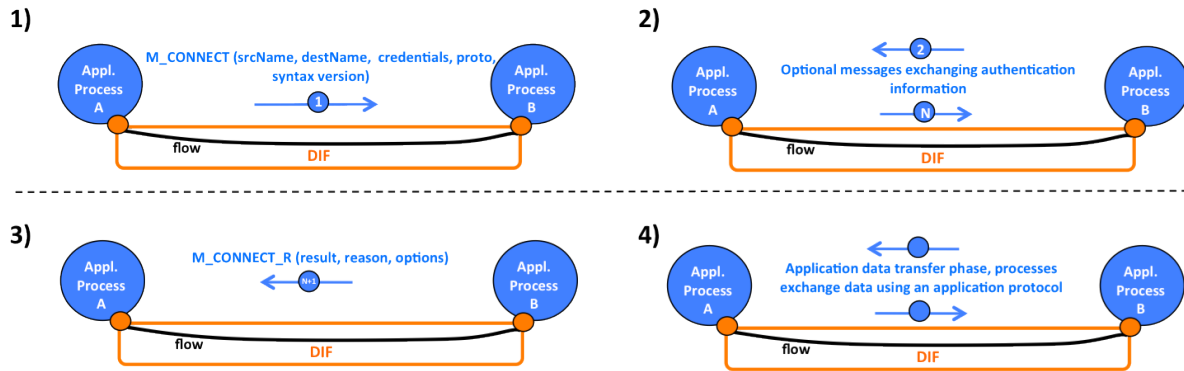 1)
Appl.
Process
A
M_CONNECT (srcName, destName, credentials, proto,
syntax version)
1
Appl.
Process
B
flow
DIF
2)
Appl.
Process
A
2
Optional messages exchanging authentication
information
N
Appl.
Process
B
flow
DIF
3)
Appl.
Process
A
M_CONNECT_R (result, reason, options)
N+1
Appl.
Process
B
flow
DIF
4)
Appl.
Process
A
Application data transfer phase, processes
exchange data using an application protocol
Appl.
Process
B
flow
DIF